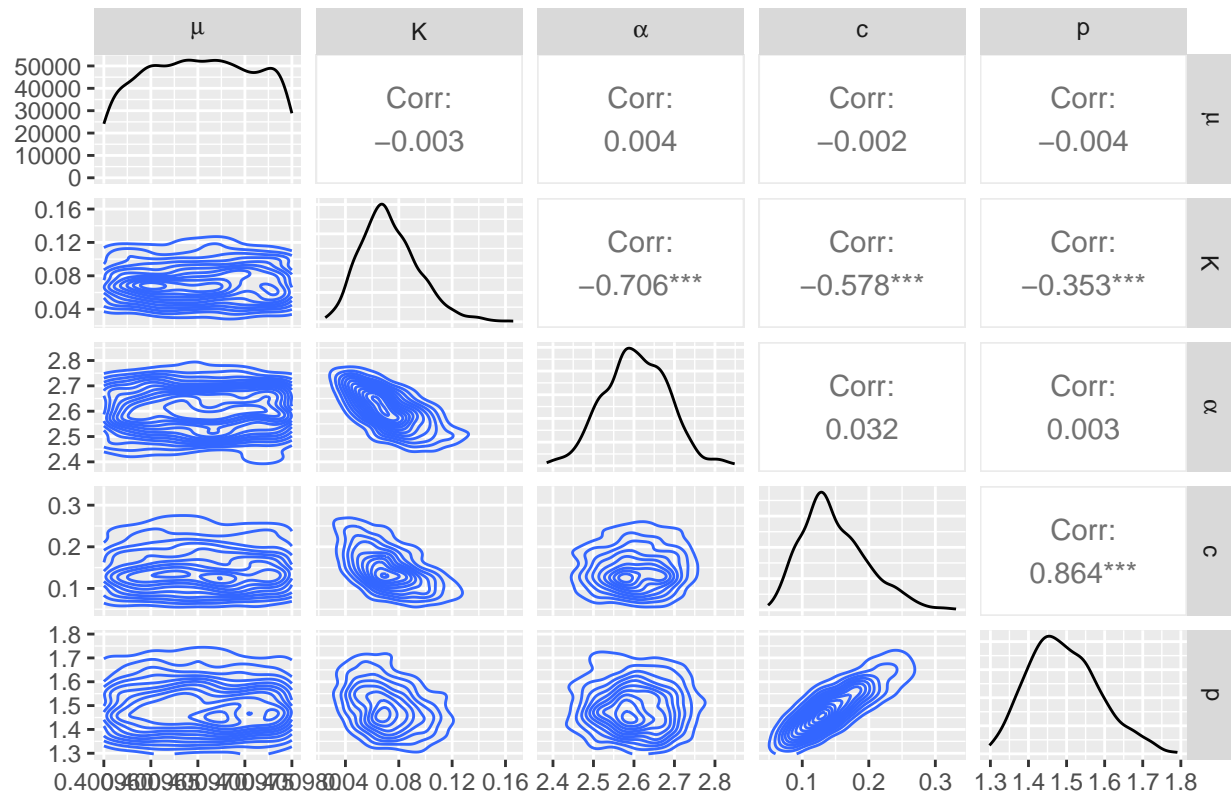 μ K α c p
50000
40000
30000
20000
10000
0
Corr:
−0.003
Corr:
0.004
Corr:
−0.002
Corr:
−0.004
μ
0.16
0.12
0.08
0.04
Corr:
−0.706***
Corr:
−0.578***
Corr:
−0.353***
K
2.8
2.7
2.6
2.5
2.4
Corr:
0.032
Corr:
0.003
α
0.3
0.2
0.1
Corr:
0.864***
c
1.8
1.7
1.6
1.5
1.4
1.3
p
0.04 0.08 0.12 0.16 2.4 2.5 2.6 2.7 2.8 0.1 0.2 0.3 1.3 1.4 1.5 1.6 1.7 1.8